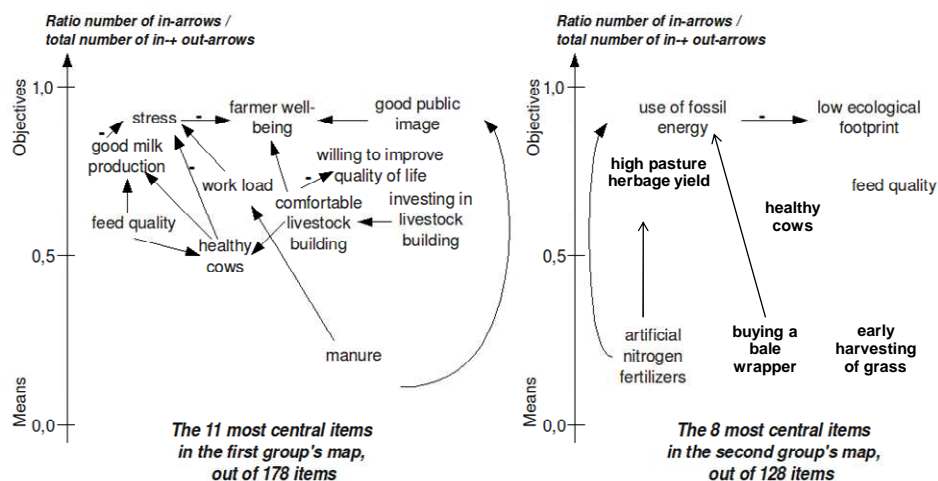 Ratio number of in-arrows /
total number of in-+ out-arrows
Objectives
Means
1,0
0,5
0,0
stress
-
farmer well-
being
good public
image
-
good milk
production
-
willing to improve
quality of life
-
work load
comfortable
livestock
building
investing in
livestock
building
feed quality
healthy
cows
manure
The 11 most central items
in the first group's map,
out of 178 items
Ratio number of in-arrows /
total number of in-+ out-arrows
Objectives
Means
1,0
0,5
0,0
use of fossil
energy
-
low ecological
footprint
high pasture
herbage yield
feed quality
healthy
cows
artificial
nitrogen
fertilizers
buying a
bale
wrapper
early
harvesting
of grass
The 8 most central items
in the second group's map,
out of 128 items